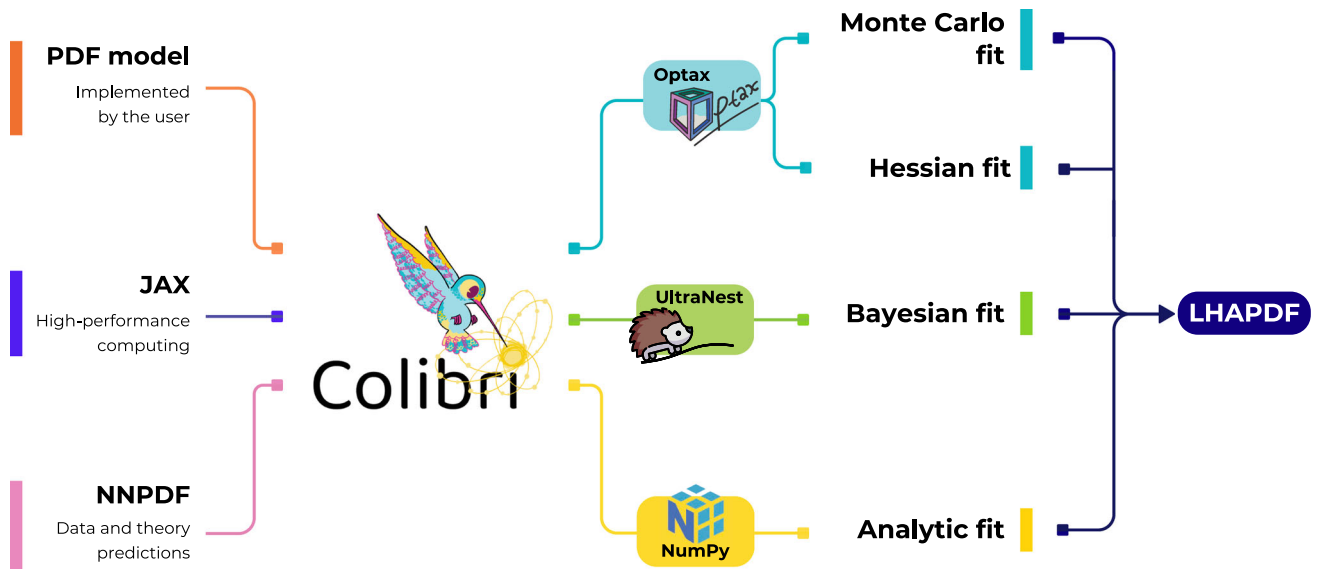 PDF model
Implemented
by the user
JAX
High-performance
computing
NNPDF
Data and theory
predictions
Colibri
Optax
ptax
UltraNest
NumPy
Monte Carlo
fit
Hessian fit
Bayesian fit
Analytic fit
LHAPDF